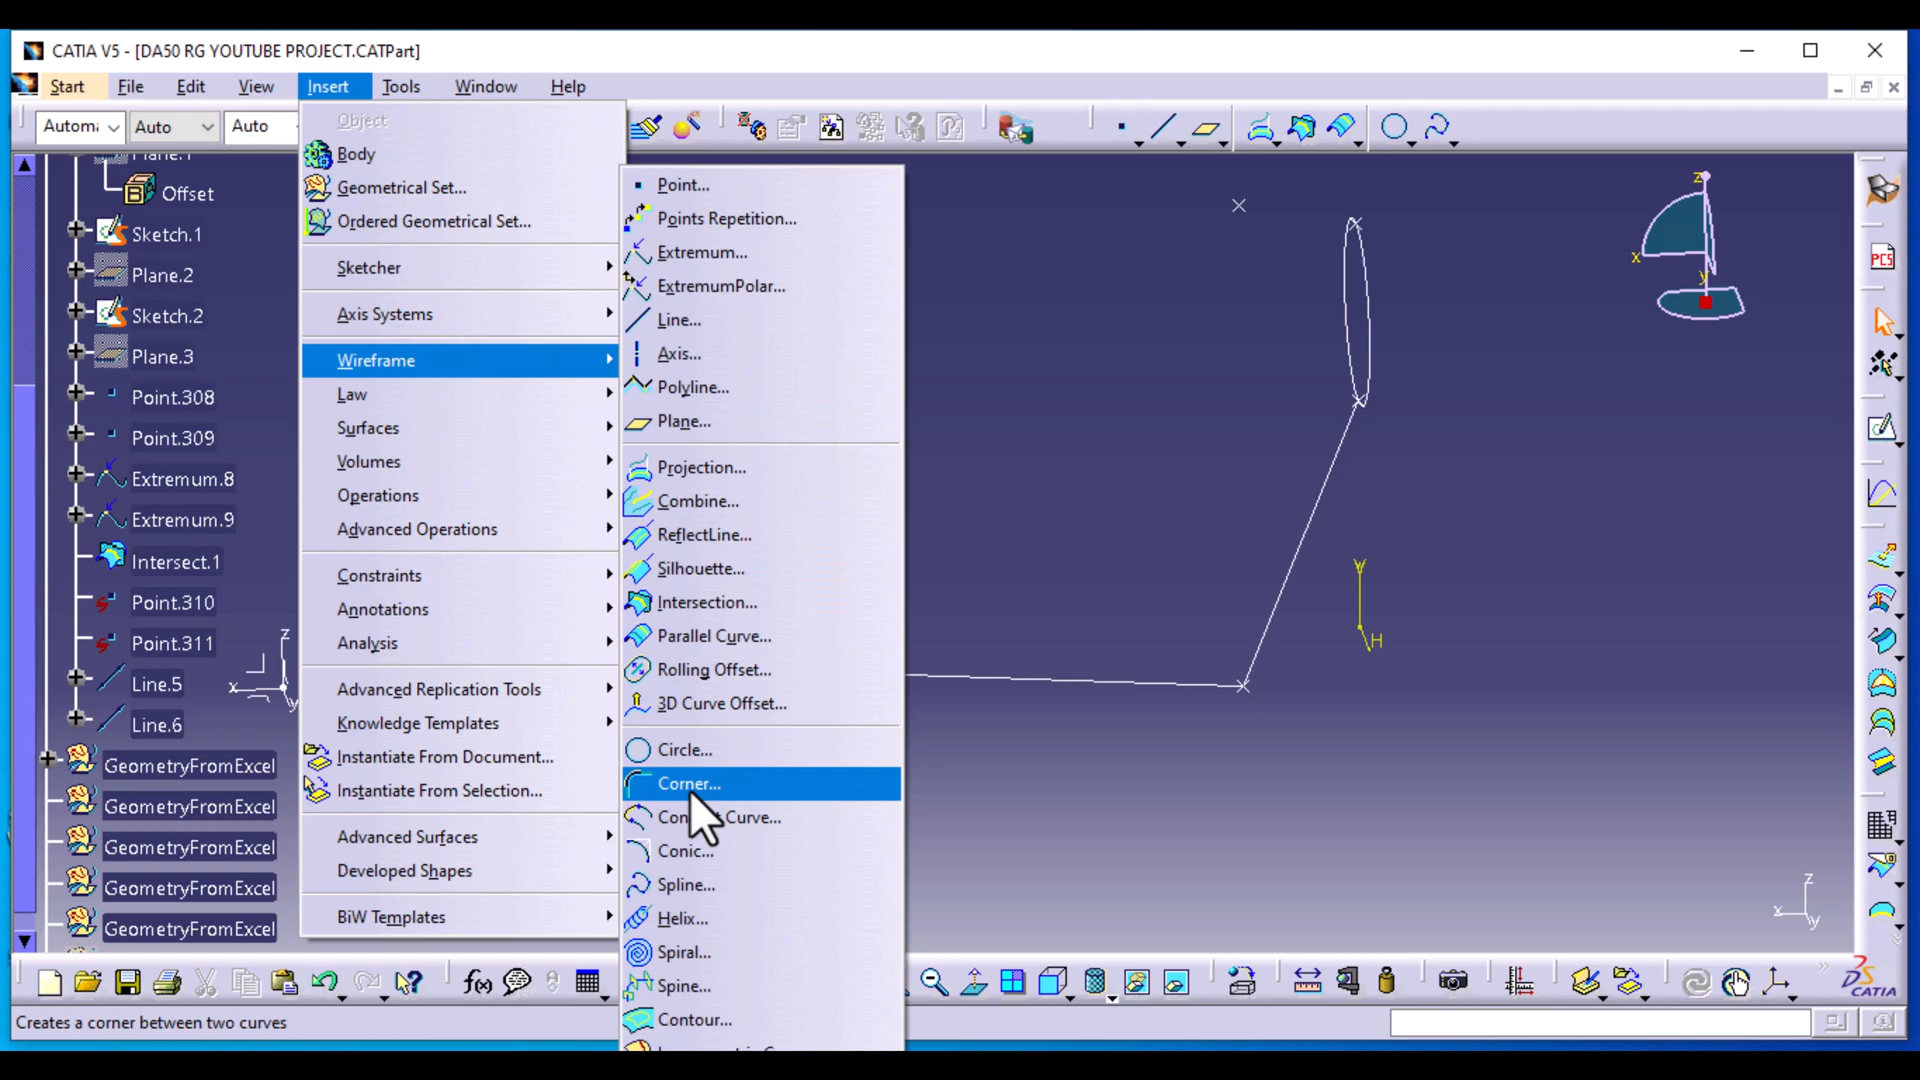 CATIA V5 - [DA50 RG YOUTUBE PROJECT.CATPart]
Start File Edit View Insert Tools Window Help
Auto Auto
Offset
Sketch.1
Plane.2
Sketch.2
Plane.3
Point.308
Point.309
Extremum.8
Extremum.9
Intersect.1
Point.310
Point.311
Line.5
Line.6
GeometryFromExcel
GeometryFromExcel
GeometryFromExcel
GeometryFromExcel
GeometryFromExcel
Object
Body
Geometrical Set...
Ordered Geometrical Set...
Sketcher
Axis Systems
Wireframe
Law
Surfaces
Volumes
Operations
Advanced Operations
Constraints
Annotations
Analysis
Advanced Replication Tools
Knowledge Templates
Instantiate From Document...
Instantiate From Selection...
Advanced Surfaces
Developed Shapes
BiW Templates
Point...
Points Repetition...
Extremum...
ExtremumPolar...
Line...
Axis...
Polyline...
Plane...
Projection...
Combine...
ReflectLine...
Silhouette...
Intersection...
Parallel Curve...
Rolling Offset...
3D Curve Offset...
Circle...
Corner...
Curve...
Conic...
Spline...
Helix...
Spiral...
Spine...
Contour...
z
x
y
V
H
z
x
y
z
x
y
PCS
f(x)
CATIA
Creates a corner between two curves